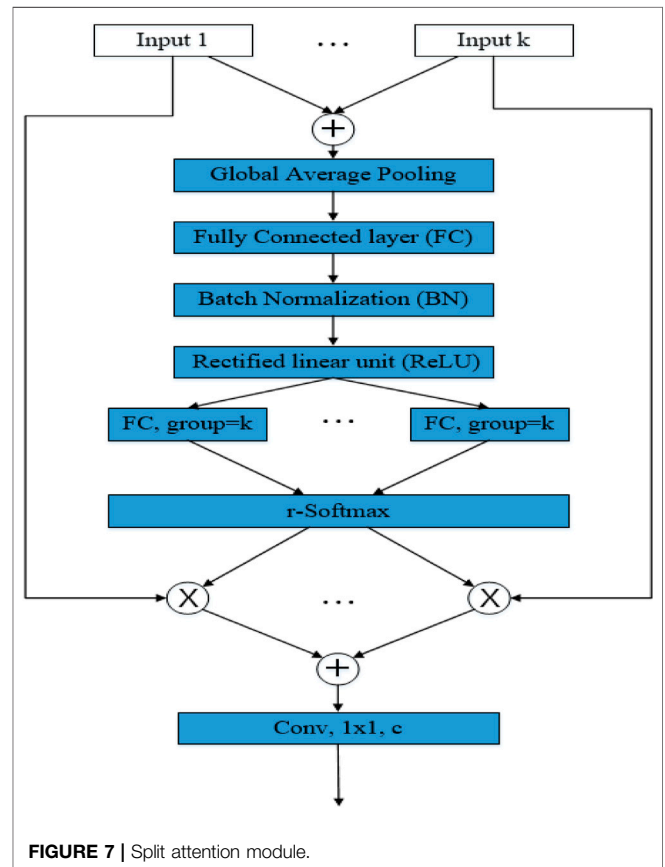 Input 1 ... Input k
+
Global Average Pooling
Fully Connected layer (FC)
Batch Normalization (BN)
Rectified linear unit (ReLU)
FC, group=k ... FC, group=k
r-Softmax
X ... X
+
Conv, 1x1, c
FIGURE 7 | Split attention module.